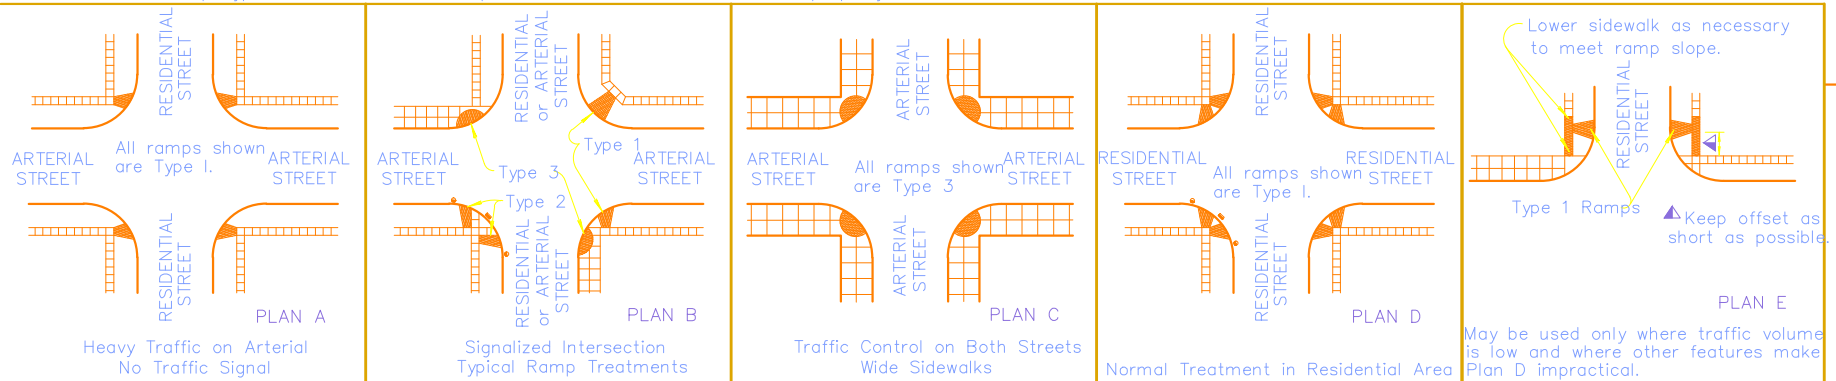 RESIDENTIAL
STREET
All ramps shown
are Type I.
ARTERIAL
STREET
ARTERIAL
STREET
RESIDENTIAL
STREET
PLAN A
Heavy Traffic on Arterial
No Traffic Signal
RESIDENTIAL
or ARTERIAL
STREET
Type 1
ARTERIAL
STREET
ARTERIAL
STREET
Type 3
Type 2
RESIDENTIAL
or ARTERIAL
STREET
PLAN B
Signalized Intersection
Typical Ramp Treatments
ARTERIAL
STREET
ARTERIAL
STREET
All ramps shown
are Type 3
ARTERIAL
STREET
ARTERIAL
STREET
PLAN C
Traffic Control on Both Streets
Wide Sidewalks
RESIDENTIAL
STREET
RESIDENTIAL
STREET
All ramps shown
are Type I.
RESIDENTIAL
STREET
RESIDENTIAL
STREET
PLAN D
Normal Treatment in Residential Area
Lower sidewalk as necessary
to meet ramp slope.
RESIDENTIAL
STREET
Type 1 Ramps
Keep offset as
short as possible.
PLAN E
May be used only where traffic volume
is low and where other features make
Plan D impractical.